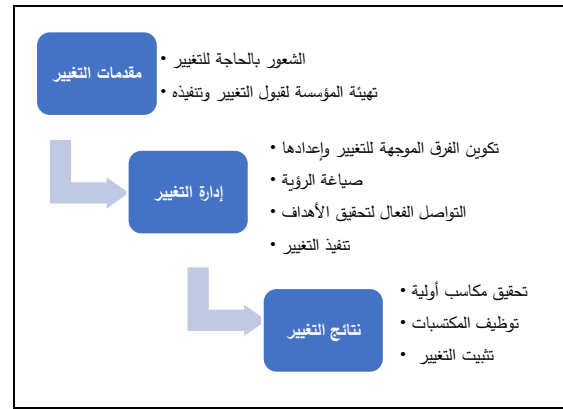 مقدمات التغيير
الشعور بالحاجة للتغيير •
تهيئة المؤسسة لقبول التغيير وتنفيذه •
إدارة التغيير
تكوين الفرق الموجهة للتغيير وإعدادها •
صياغة الرؤية •
التواصل الفعال لتحقيق الأهداف •
تنفيذ التغيير •
نتائج التغيير
تحقيق مكاسب أولية •
توظيف المكتسبات •
تثبيت التغيير •